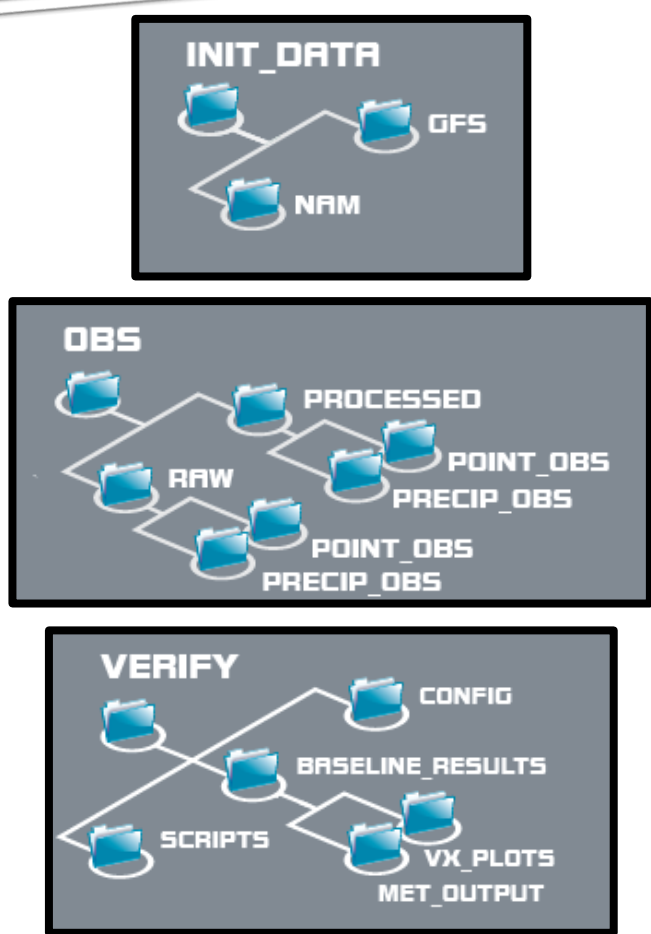 INIT_DATA
GFS
NAM
OBS
PROCESSED
POINT_OBS
PRECIP_OBS
RAW
POINT_OBS
PRECIP_OBS
VERIFY
CONFIG
BASELINE_RESULTS
SCRIPTS
VX_PLOTS
MET_OUTPUT